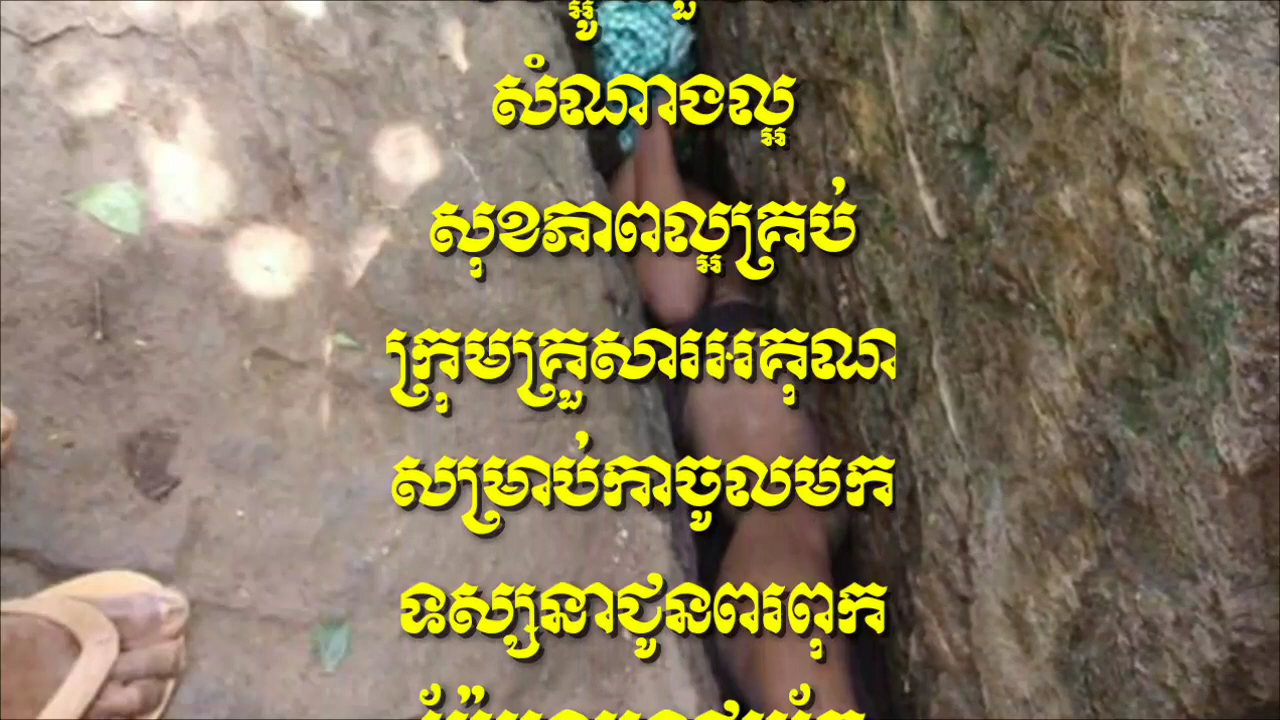 សំណាងល្អ
សុខភាពល្អគ្រប់
ក្រុមគ្រួសារអរគុណ
សម្រាប់កាចូលមក
ទស្សនាជូនពរពុក